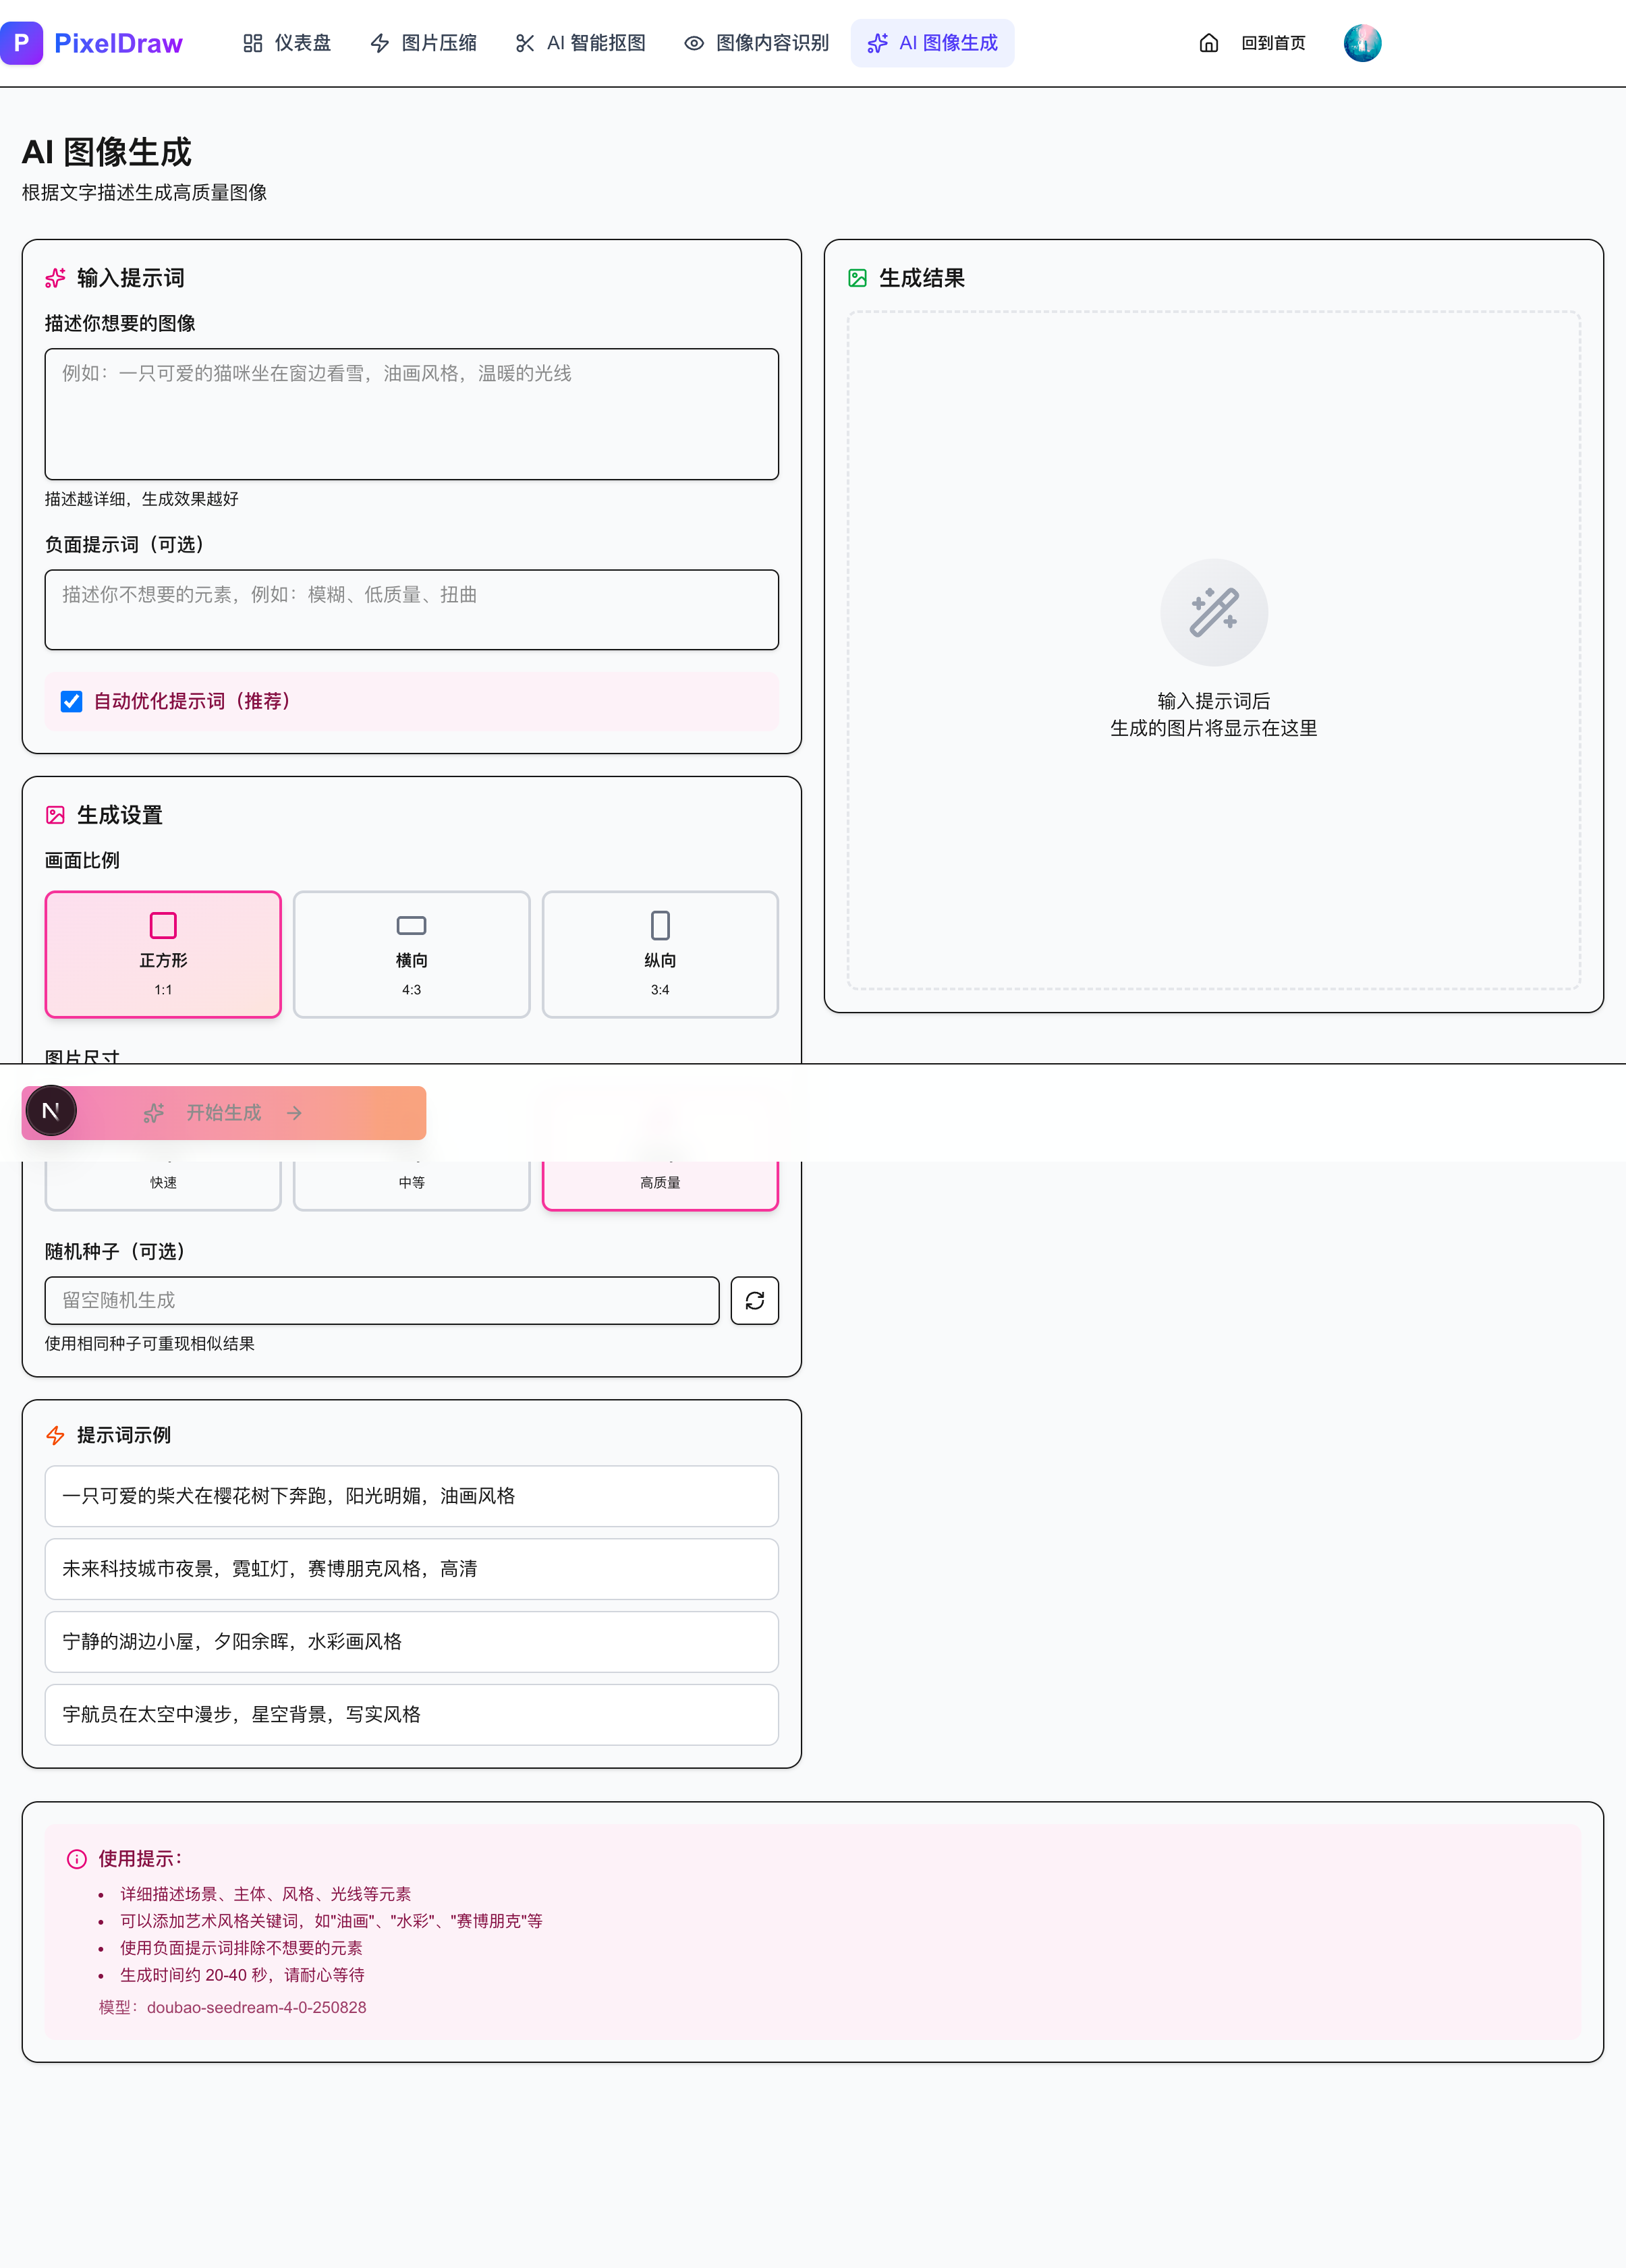 P PixelDraw
仪表盘
图片压缩
AI 智能抠图
图像内容识别
AI 图像生成
回到首页
AI 图像生成
根据文字描述生成高质量图像
输入提示词
描述你想要的图像
例如：一只可爱的猫咪坐在窗边看雪，油画风格，温暖的光线
描述越详细，生成效果越好
负面提示词（可选）
描述你不想要的元素，例如：模糊、低质量、扭曲
自动优化提示词（推荐）
生成结果
输入提示词后
生成的图片将显示在这里
生成设置
画面比例
正方形
1:1
横向
4:3
纵向
3:4
图片尺寸
N
开始生成
快速
中等
高质量
随机种子（可选）
留空随机生成
使用相同种子可重现相似结果
提示词示例
一只可爱的柴犬在樱花树下奔跑，阳光明媚，油画风格
未来科技城市夜景，霓虹灯，赛博朋克风格，高清
宁静的湖边小屋，夕阳余晖，水彩画风格
宇航员在太空中漫步，星空背景，写实风格
使用提示：
• 详细描述场景、主体、风格、光线等元素
• 可以添加艺术风格关键词，如"油画"、"水彩"、"赛博朋克"等
• 使用负面提示词排除不想要的元素
• 生成时间约 20-40 秒，请耐心等待
模型：doubao-seedream-4-0-250828